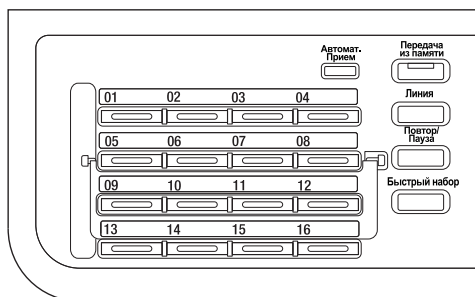 Автомат.
Прием
Передача
из памяти
01 02 03 04
Линия
05 06 07 08
Повтор/
Пауза
09 10 11 12
Быстрый набор
13 14 15 16